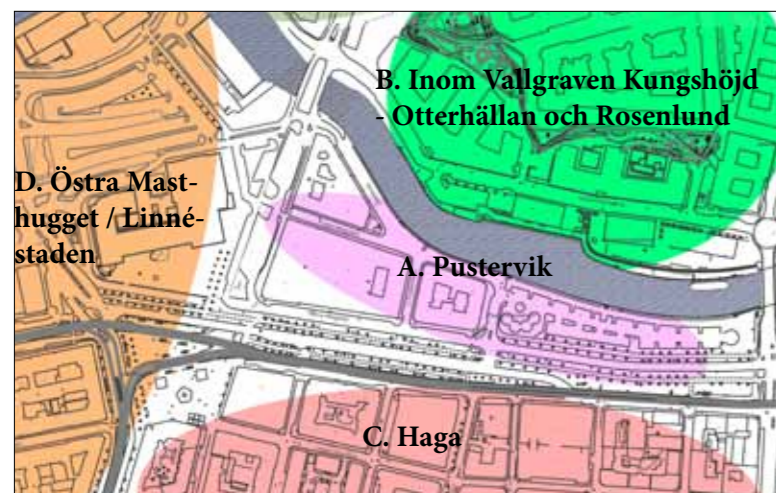 B. Inom Vallgraven Kungshöjd
- Otterhällan och Rosenlund
D. Östra Mast-
hugget / Linné-
staden
A. Pustervik
C. Haga